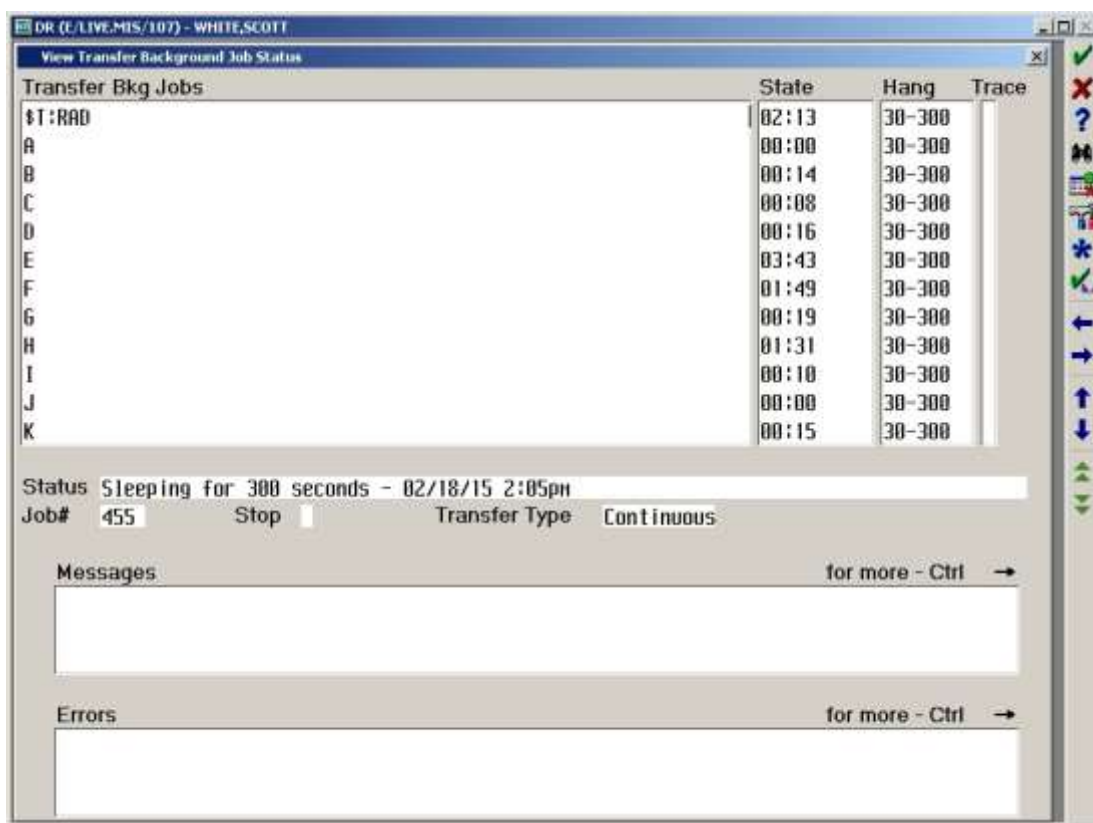 DR (E/LIVE.MIS/107) - WHITE,SCOTT
View Transfer Background Job Status
Transfer Bkg Jobs State Hang Trace
$T:RAD 02:13 30-300
A 00:00 30-300
B 00:14 30-300
C 00:08 30-300
D 00:16 30-300
E 03:43 30-300
F 01:49 30-300
G 00:19 30-300
H 01:31 30-300
I 00:10 30-300
J 00:00 30-300
K 00:15 30-300
Status Sleeping for 300 seconds - 02/18/15 2:05pm
Job# 455 Stop Transfer Type Continuous
Messages for more - Ctrl →
Errors for more - Ctrl →